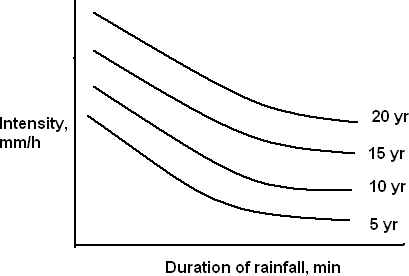 20 yr
Intensity,
mm/h
15 yr
10 yr
5 yr
Duration of rainfall, min